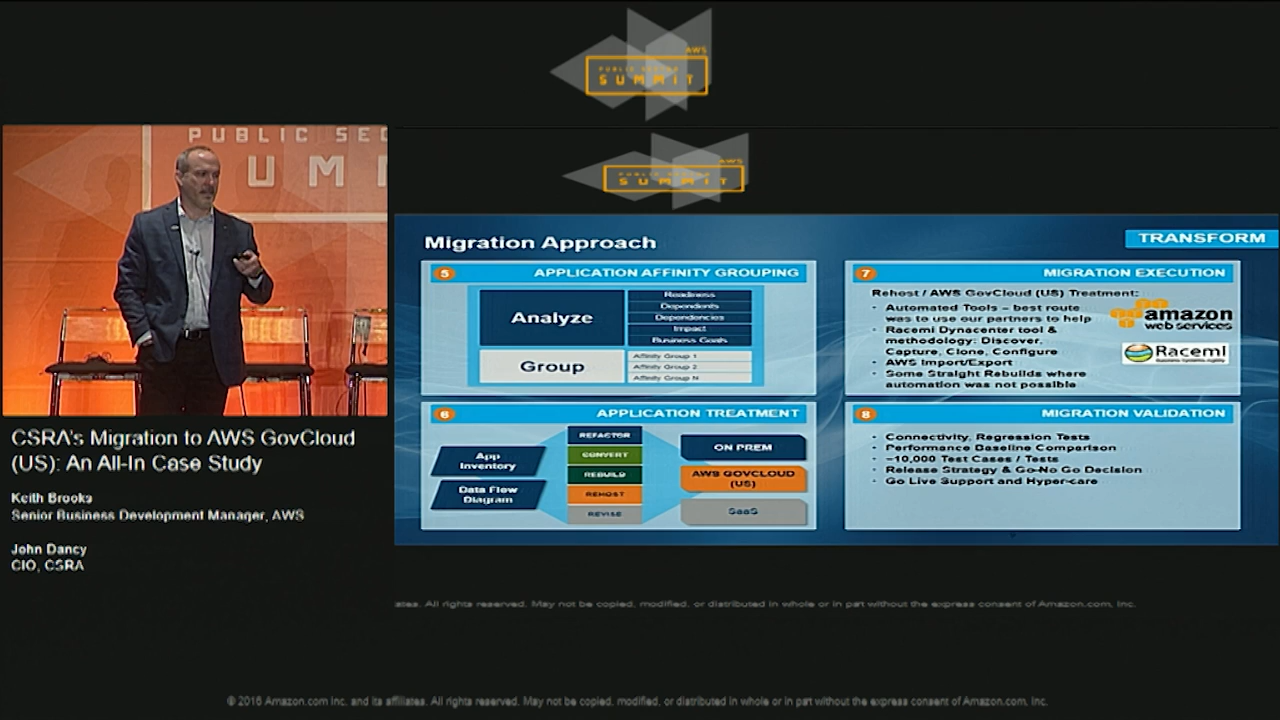 AWS
PUBLIC SECTOR
SUMMIT
AWS
PUBLIC SECTOR
SUMMIT
PUBLIC SEC
UMM
CSRA's Migration to AWS GovCloud
(US): An All-In Case Study
Keith Brooks
Senior Business Development Manager, AWS
John Dancy
CIO, CSRA
Migration Approach
TRANSFORM
5 APPLICATION AFFINITY GROUPING
Analyze
Readiness
Dependents
Dependencies
Impact
Business Goals
Group
Affinity Group 1
Affinity Group 2
Affinity Group N
7 MIGRATION EXECUTION
Rehost / AWS GovCloud (US) Treatment:
• Automated Tools – best route
was to use our partners to help
• Racemi Dynacenter tool &
methodology: Discover,
Capture, Clone, Configure
• AWS Import/Export
• Some Straight Rebuilds where
automation was not possible
amazon
web services
Racemi
6 APPLICATION TREATMENT
App
Inventory
Data Flow
Diagram
REFACTOR
CONVERT
REBUILD
REHOST
REVISE
ON PREM
AWS GOVCLOUD
(US)
SaaS
8 MIGRATION VALIDATION
• Connectivity, Regression Tests
• Performance Baseline Comparison
• ~10,000 Test Cases / Tests
• Release Strategy & Go-No Go Decision
• Go Live Support and Hyper-care
ates. All rights reserved. May not be copied, modified, or distributed in whole or in part without the express consent of Amazon.com, Inc.
© 2016 Amazon.com Inc. and its affiliates. All rights reserved. May not be copied, modified, or distributed in whole or in part without the express consent of Amazon.com, Inc.